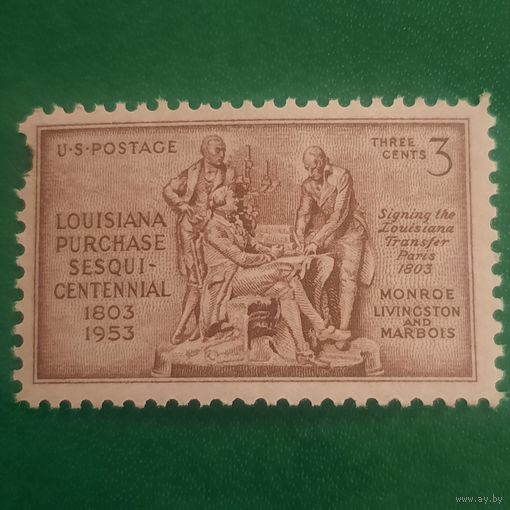 U·S·POSTAGE
THREE
CENTS 3
LOUISIANA
PURCHASE
SESQUI-
CENTENNIAL
1803
1953
Signing the
Louisiana
Transfer
Paris
1803
MONROE
LIVINGSTON
AND
MARBOIS
www.ay.by